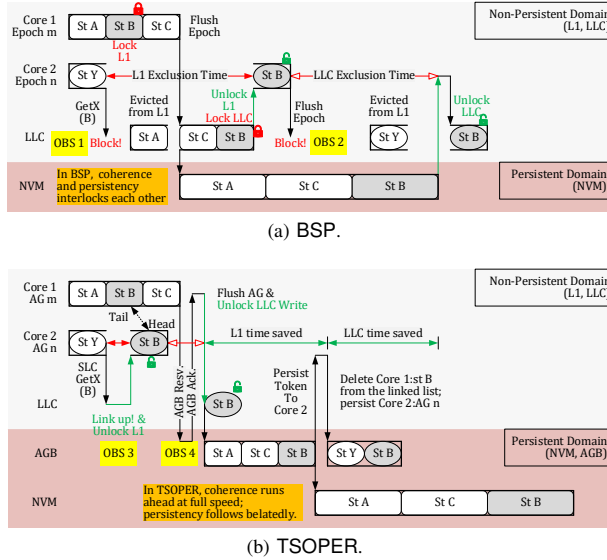 Core 1
Epoch m
St A
St B
St C
Flush
Epoch
Non-Persistent Domain
(L1, LLC)
Lock
L1
Core 2
Epoch n
St Y
L1 Exclusion Time
St B
LLC Exclusion Time
GetX
(B)
Evicted
from L1
Unlock
L1
Lock LLC
Flush
Epoch
Evicted
from L1
Unlock
LLC
LLC
OBS 1
Block!
St A
St C
St B
Block!
OBS 2
St Y
St B
NVM
In BSP, coherence
and persistency
interlocks each other
St A
St C
St B
Persistent Domain
(NVM)
(a) BSP.
Core 1
AG m
St A
St B
St C
Flush AG &
Unlock LLC Write
Non-Persistent Domain
(L1, LLC)
Tail
Head
Core 2
AG n
St Y
St B
L1 time saved
LLC time saved
SLC
GetX
(B)
AGB Resv.
AGB Ack.
Persist
Token
To
Core 2
Delete Core 1:st B
from the linked list;
persist Core 2:AG n
LLC
St B
Link up! &
Unlock L1
OBS 3
OBS 4
Persistent Domain
(NVM, AGB)
AGB
St A
St C
St B
St Y
St B
NVM
In TSOPER, coherence runs
ahead at full speed;
persistency follows belatedly.
St A
St C
St B
(b) TSOPER.